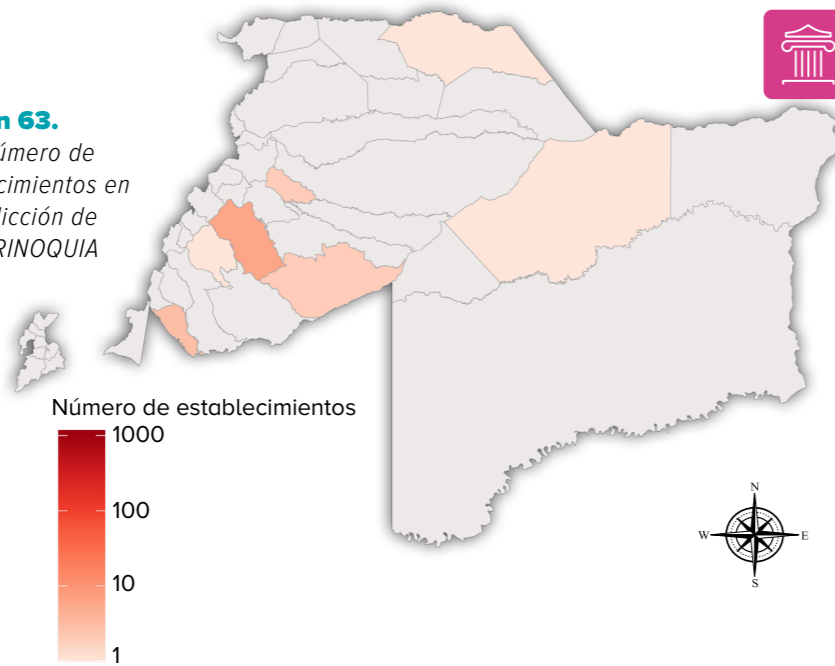 n 63.
úmero de
cimientos en
dicción de
RINOQUIA
Número de establecimientos
1000
100
10
1
N
W E
S